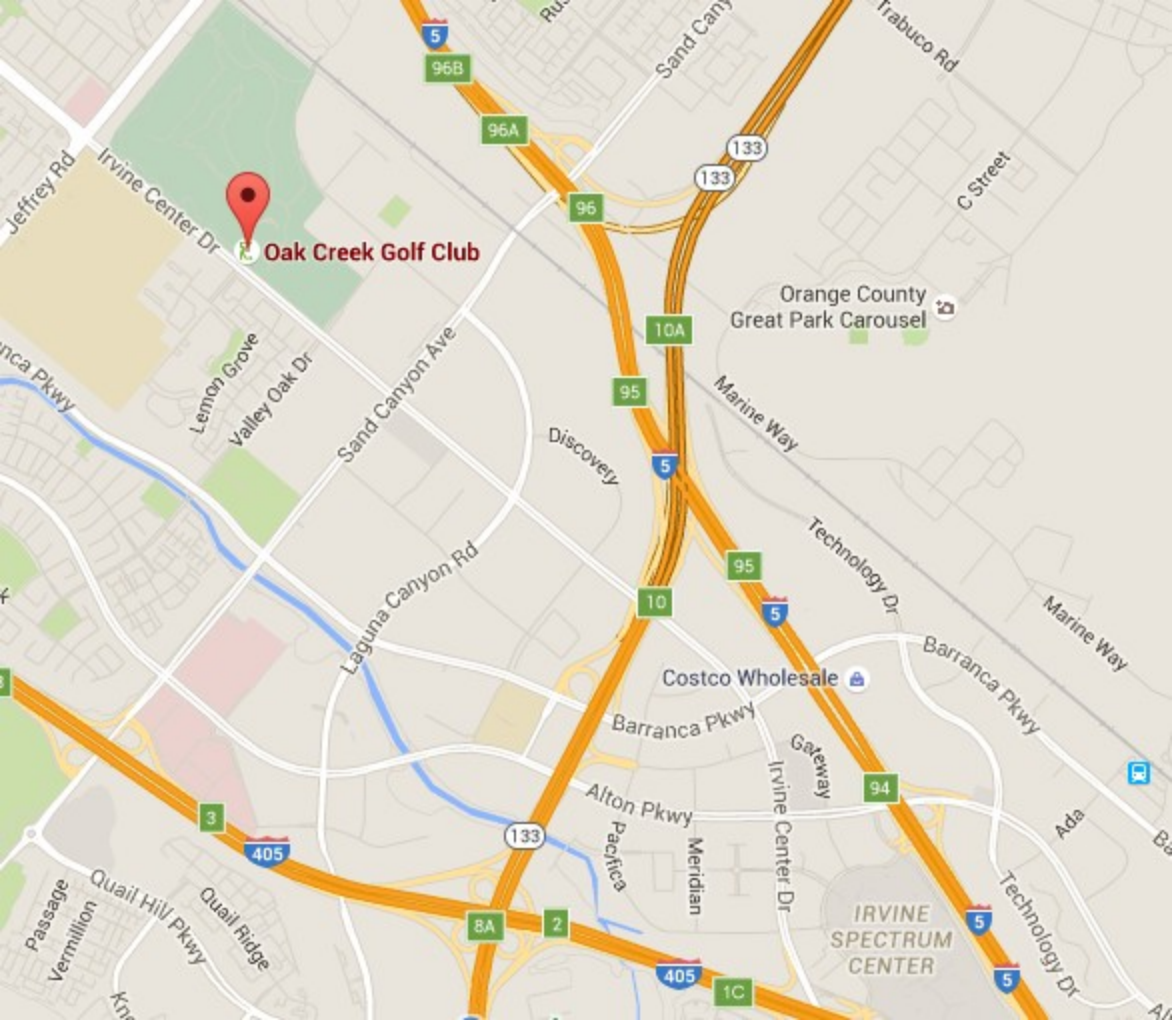 5
96B
96A
Sand Cany
Trabuco Rd
133
133
C Street
Jeffrey Rd
Irvine Center Dr
96
Oak Creek Golf Club
Orange County
Great Park Carousel
10A
95
Marine Way
Lemon Grove
Valley Oak Dr
Sand Canyon Ave
Discovery
5
Technology Dr
95
10
5
Marine Way
Laguna Canyon Rd
Costco Wholesale
Barranca Pkwy
Barranca Pkwy
Gateway
94
Irvine Center Dr
Alton Pkwy
Ada
3
405
133
Pacifica
Meridian
Quail Hill Pkwy
Quail Ridge
Passage
Vermillion
8A
2
405
1C
IRVINE
SPECTRUM
CENTER
5
5
Technology Dr